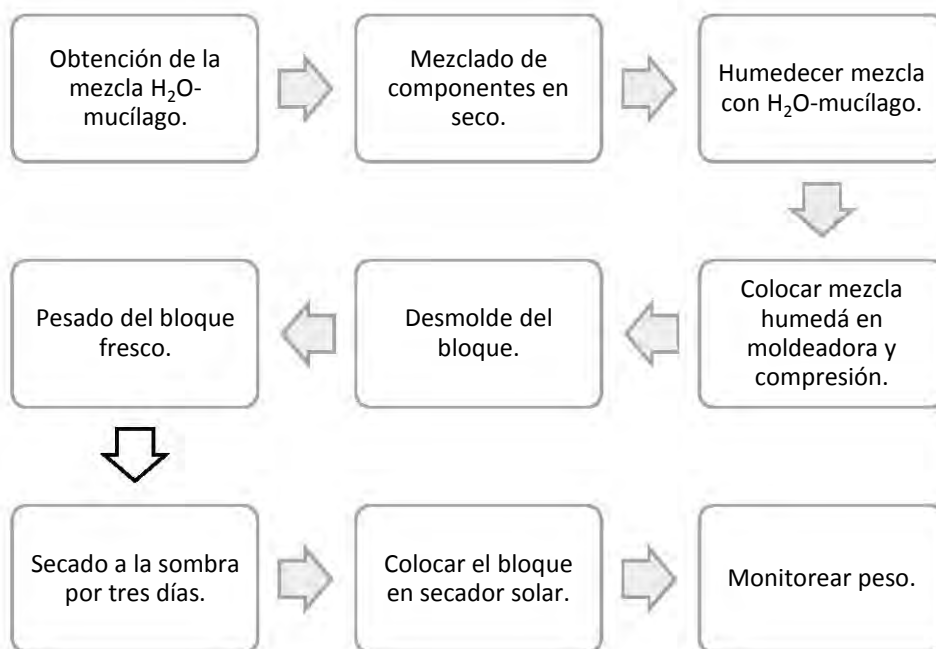 Obtención de la
mezcla H₂O-
mucílago.
Mezclado de
componentes en
seco.
Humedecer mezcla
con H₂O-mucílago.
Colocar mezcla
humedá en
moldeadora y
compresión.
Desmolde del
bloque.
Pesado del bloque
fresco.
Secado a la sombra
por tres días.
Colocar el bloque
en secador solar.
Monitorear peso.